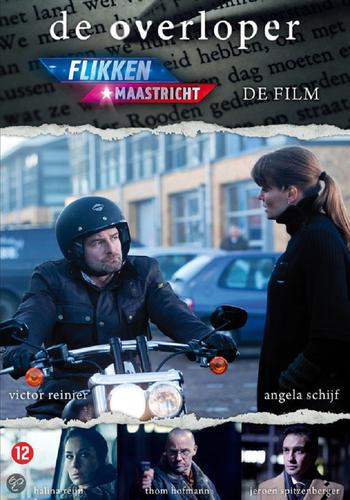 de overloper
FLIKKEN
MAASTRICHT
DE FILM
victor reinier
angela schijf
12
halina reijn
thom hofmann
jeroen spitzenberger